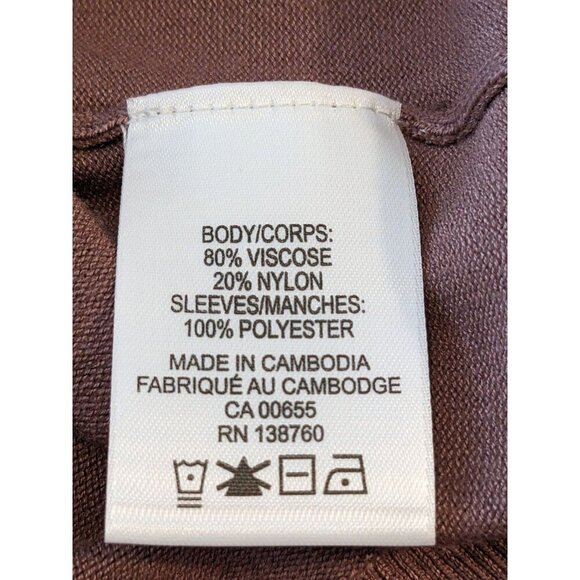 BODY/CORPS:
80% VISCOSE
20% NYLON
SLEEVES/MANCHES:
100% POLYESTER
MADE IN CAMBODIA
FABRIQUÉ AU CAMBODGE
CA 00655
RN 138760